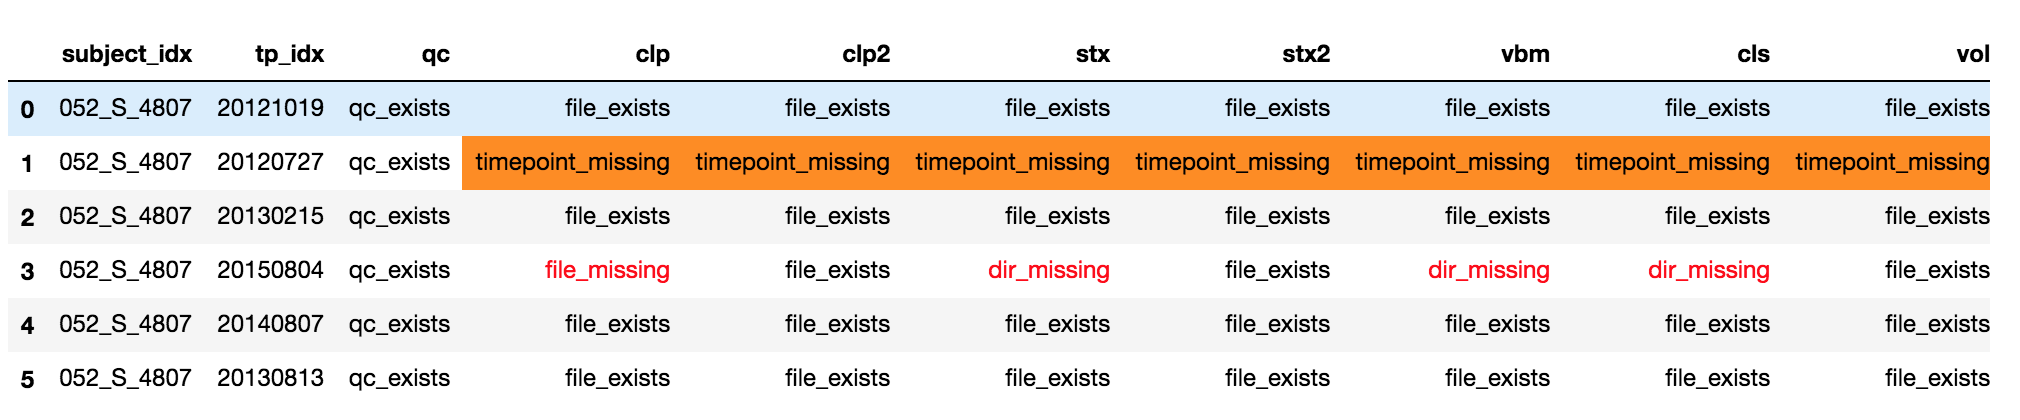 subject_idx tp_idx qc clp clp2 stx stx2 vbm cls vol
0 052_S_4807 20121019 qc_exists file_exists file_exists file_exists file_exists file_exists file_exists file_exists
1 052_S_4807 20120727 qc_exists timepoint_missing timepoint_missing timepoint_missing timepoint_missing timepoint_missing timepoint_missing timepoint_missing
2 052_S_4807 20130215 qc_exists file_exists file_exists file_exists file_exists file_exists file_exists file_exists
3 052_S_4807 20150804 qc_exists file_missing file_exists dir_missing file_exists dir_missing dir_missing file_exists
4 052_S_4807 20140807 qc_exists file_exists file_exists file_exists file_exists file_exists file_exists file_exists
5 052_S_4807 20130813 qc_exists file_exists file_exists file_exists file_exists file_exists file_exists file_exists